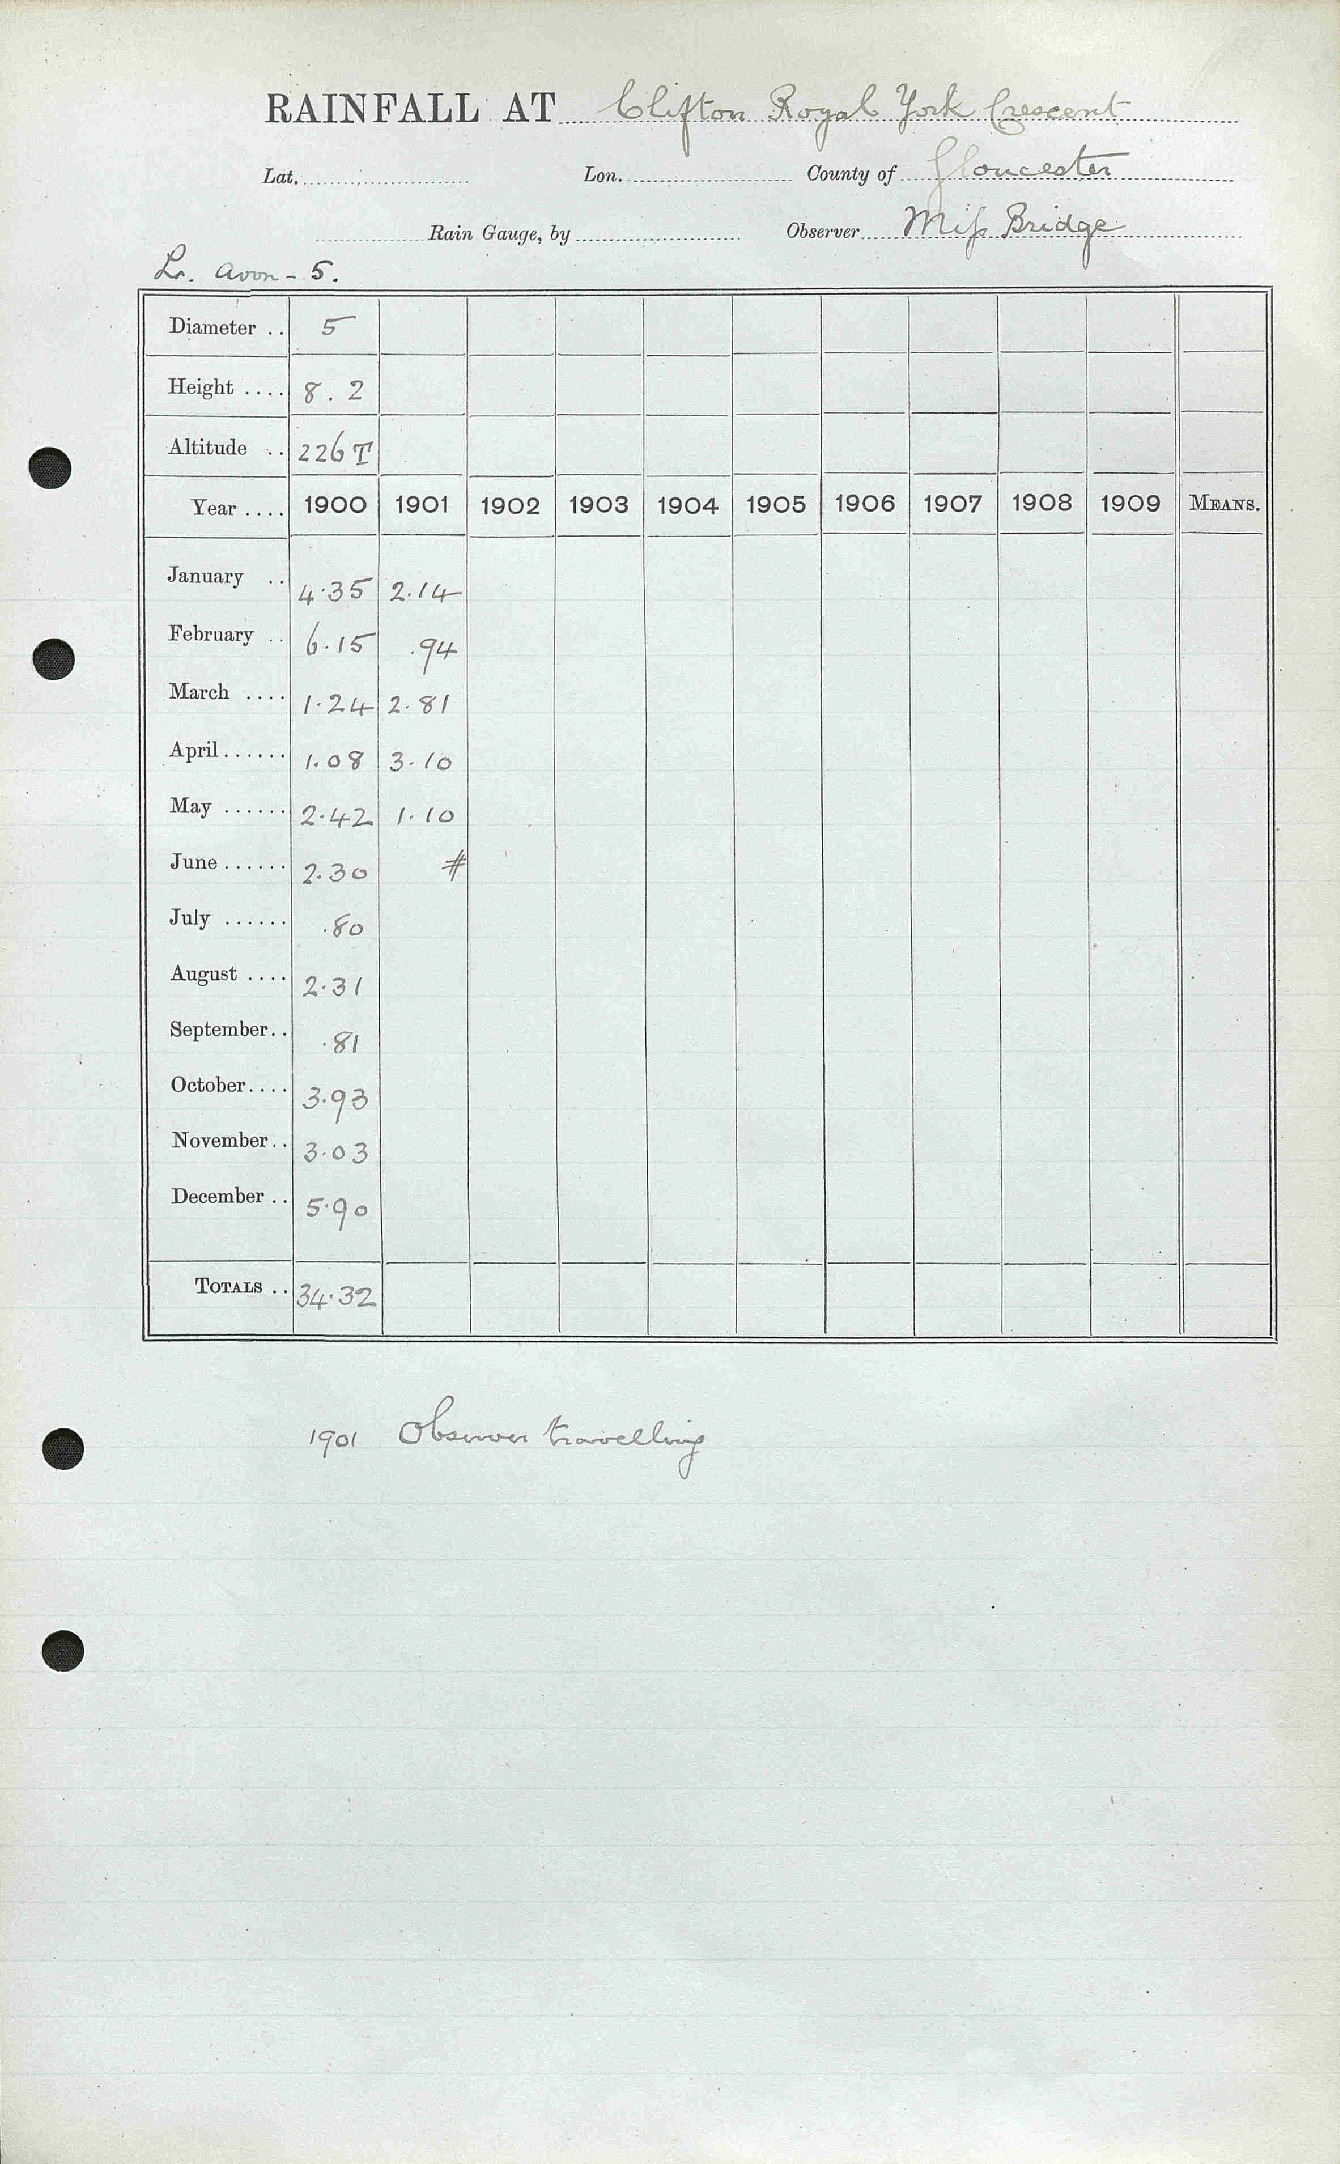 RAINFALL AT Clifton Royal York Crescent
Lat. Lon. County of Gloucester
Rain Gauge, by Observer Miss Bridge
Lr. Avon - 5.
Diameter .. 5
Height .... 8.2
Altitude .. 226 T
Year .... 1900 1901 1902 1903 1904 1905 1906 1907 1908 1909 MEANS.
January .. 4.35 2.14
February .. 6.15 .94
March .... 1.24 2.81
April ...... 1.08 3.10
May ...... 2.42 1.10
June ...... 2.30 #
July ...... .80
August .... 2.31
September .. .81
October .... 3.93
November .. 3.03
December .. 5.90
TOTALS .. 34.32
1901 Observer travelling